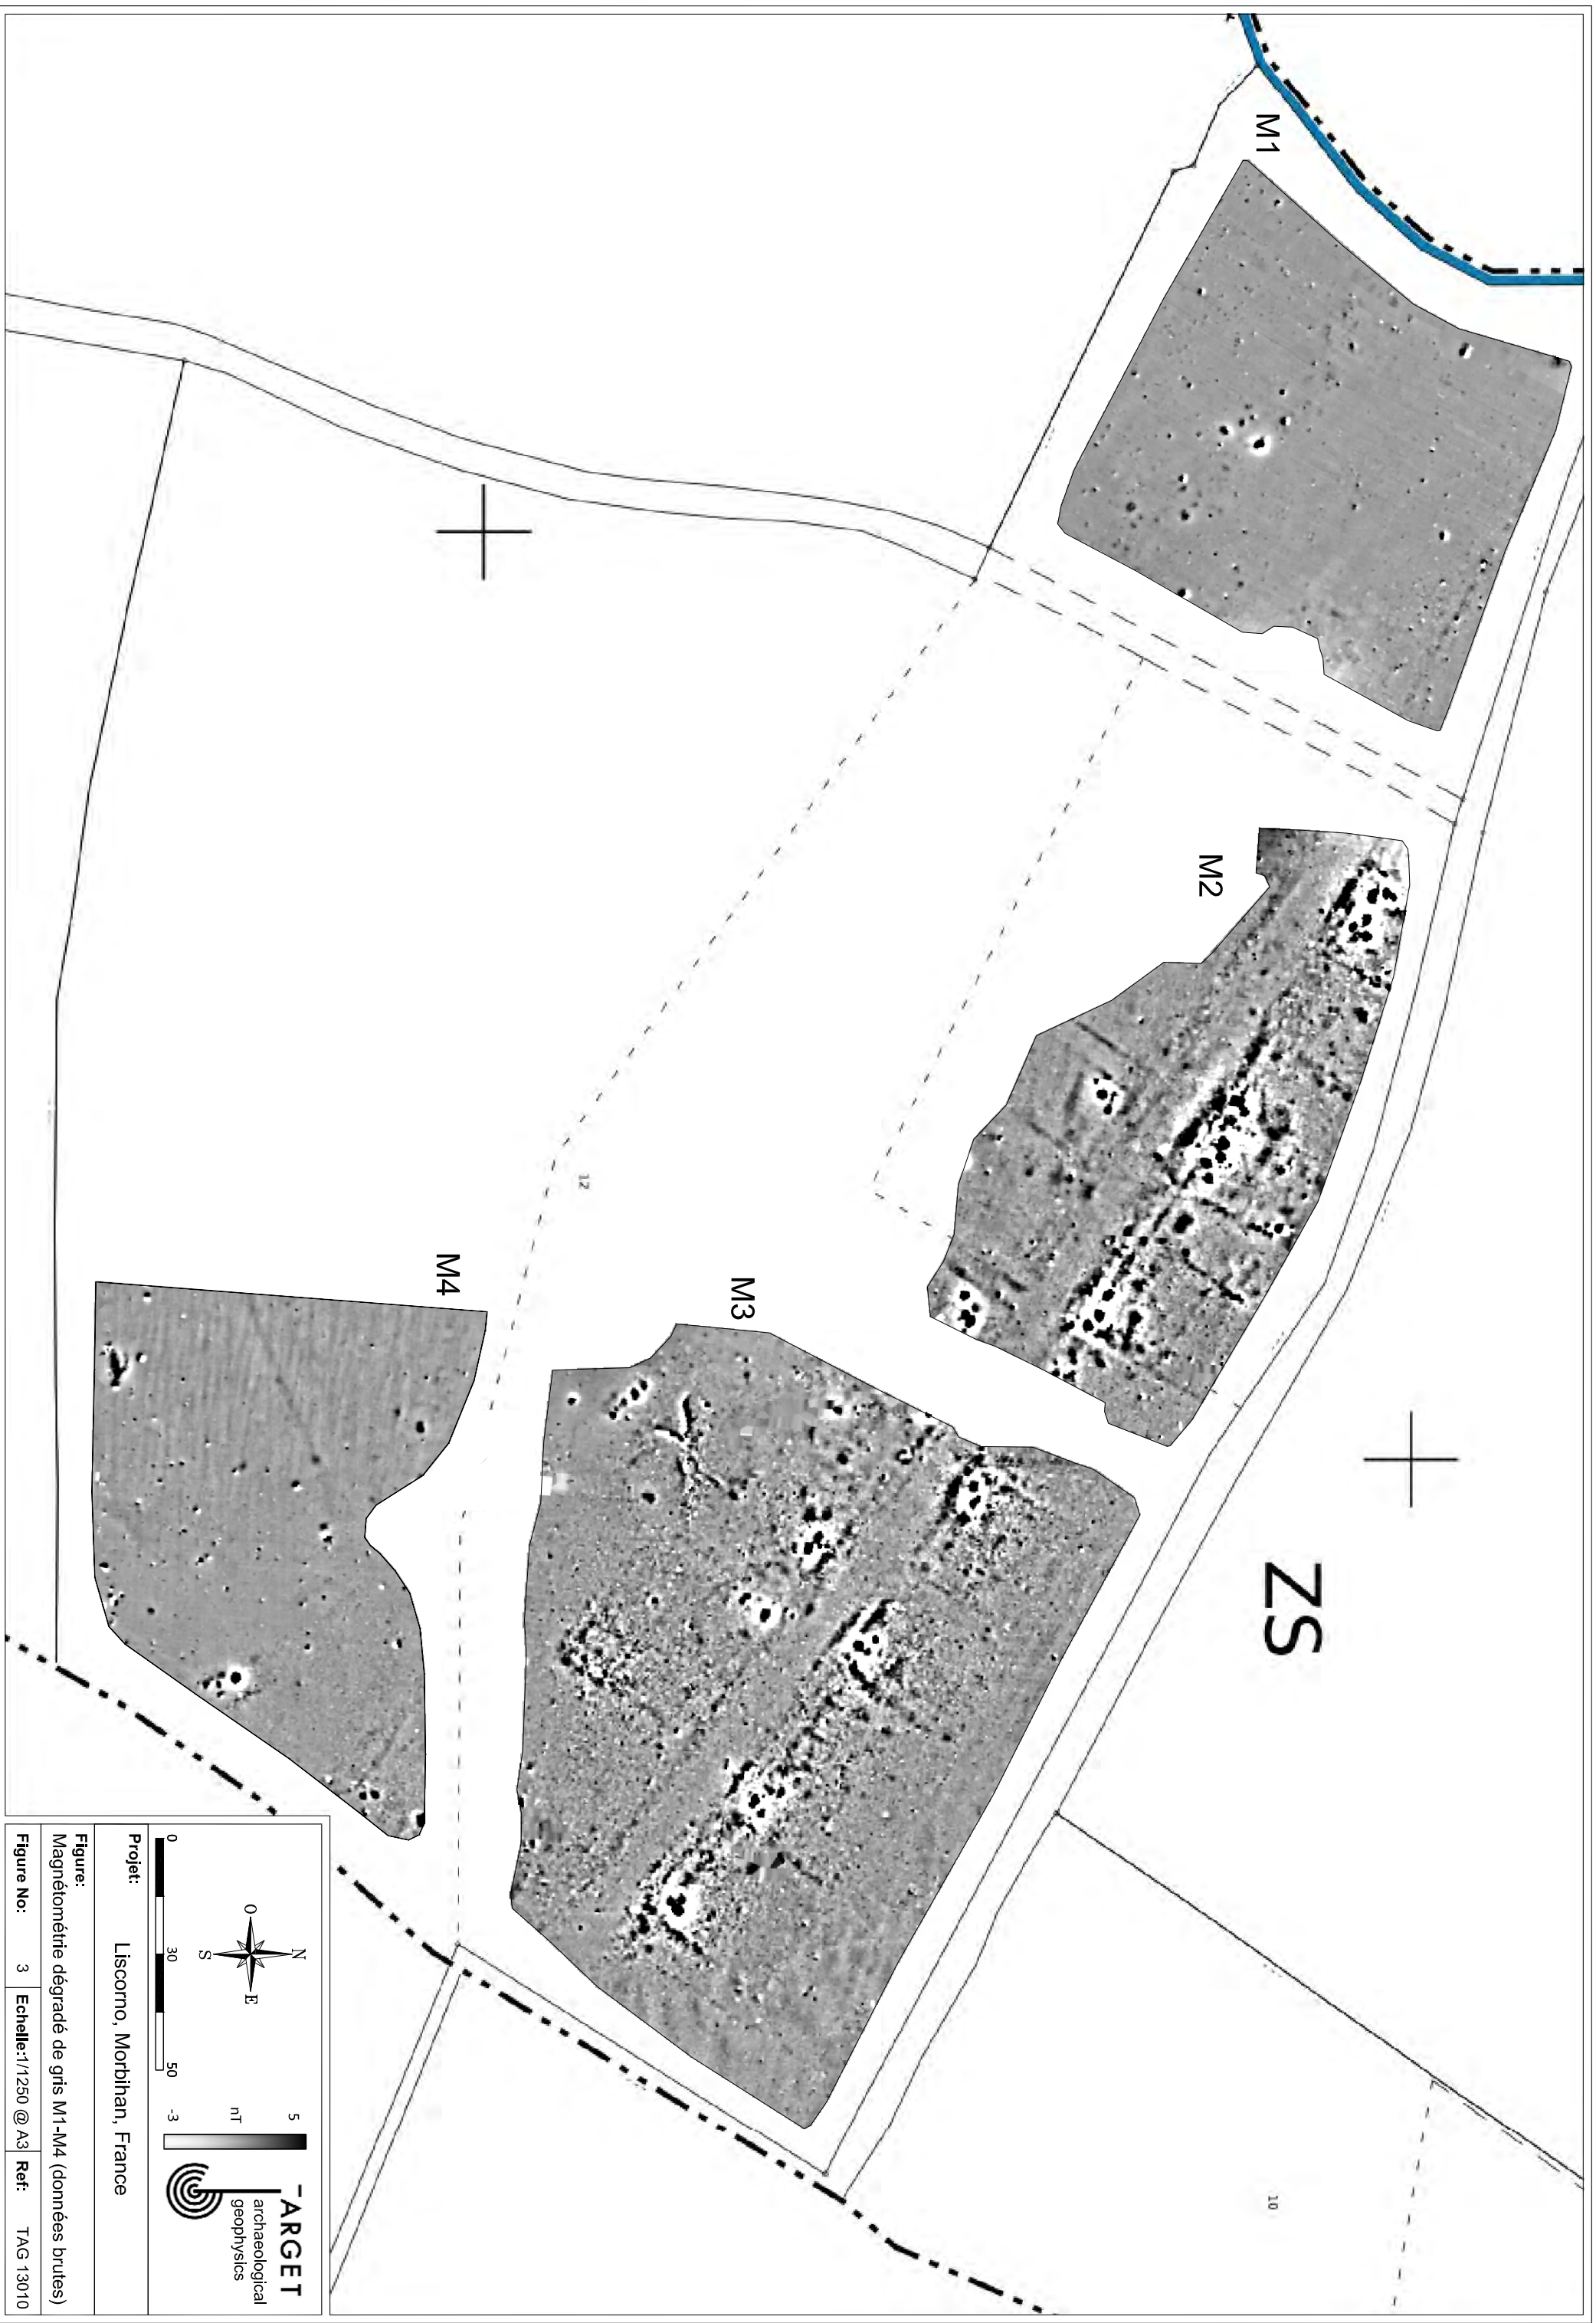 M1
M2
M3
M4
ZS
12
10
N
O
E
S
0
30
50
5
nT
-3
TARGET
archaeological
geophysics
Projet: Liscorno, Morbihan, France
Figure:
Magnétométrie dégradé de gris M1-M4 (données brutes)
Figure No: 3 Echelle:1/1250 @ A3 Ref: TAG 13010